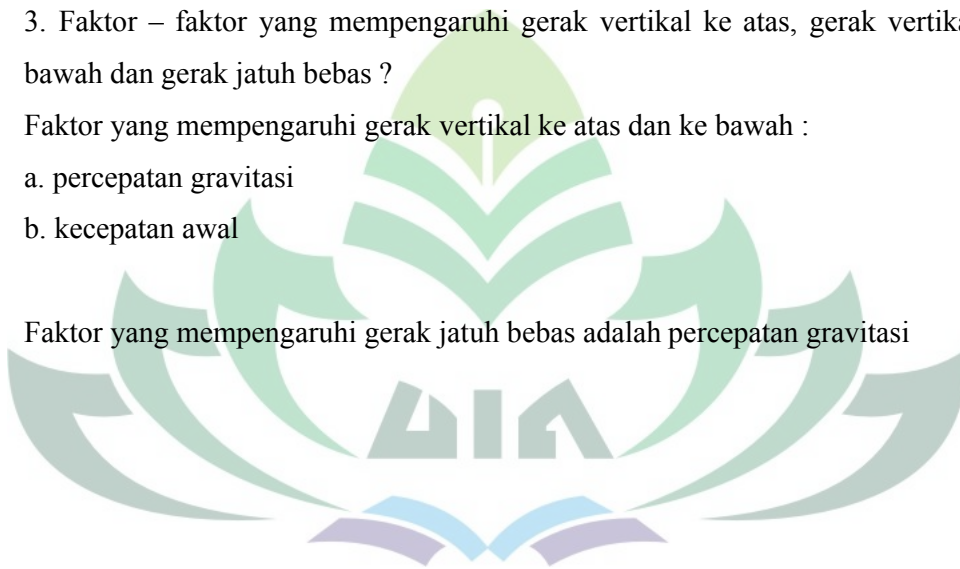 3. Faktor – faktor yang mempengaruhi gerak vertikal ke atas, gerak
bawah dan gerak jatuh bebas ?
Faktor yang mempengaruhi gerak vertikal ke atas dan ke bawah :
a. percepatan gravitasi
b. kecepatan awal
Faktor yang mempengaruhi gerak jatuh bebas adalah percepatan gravitasi
UIN